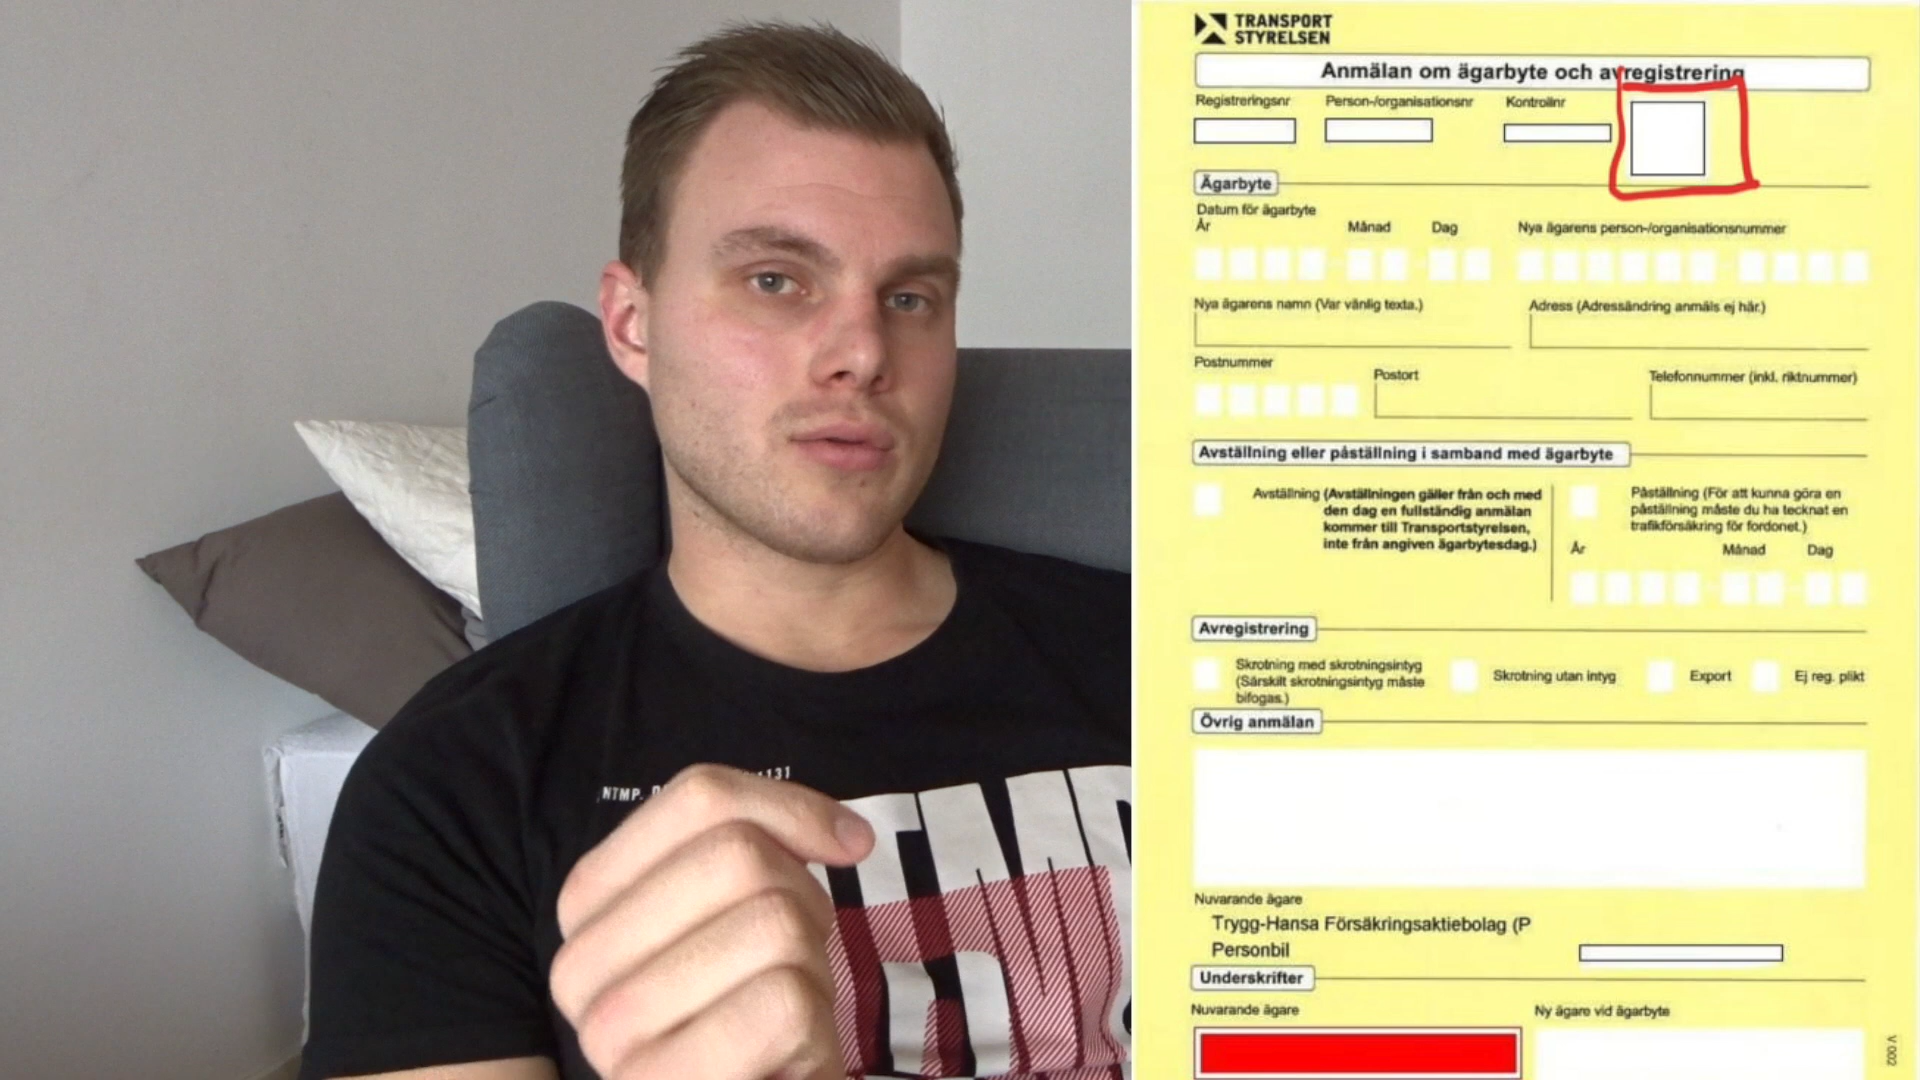 NTMP.
1131
TRANSPORT
STYRELSEN
Anmälan om ägarbyte och avregistrering
Registreringsnr Person-/organisationsnr Kontrollnr
Ägarbyte
Datum för ägarbyte
År Månad Dag Nya ägarens person-/organisationsnummer
Nya ägarens namn (Var vänlig texta.) Adress (Adressändring anmäls ej här.)
Postnummer Postort Telefonnummer (inkl. riktnummer)
Avställning eller påställning i samband med ägarbyte
Avställning (Avställningen gäller från och med
den dag en fullständig anmälan
kommer till Transportstyrelsen,
inte från angiven ägarbytesdag.)
Påställning (För att kunna göra en
påställning måste du ha tecknat en
trafikförsäkring för fordonet.)
År Månad Dag
Avregistrering
Skrotning med skrotningsintyg
(Särskilt skrotningsintyg måste
bifogas.)
Skrotning utan intyg Export Ej reg. plikt
Övrig anmälan
Nuvarande ägare
Trygg-Hansa Försäkringsaktiebolag (P
Personbil
Underskrifter
Nuvarande ägare Ny ägare vid ägarbyte
V 002